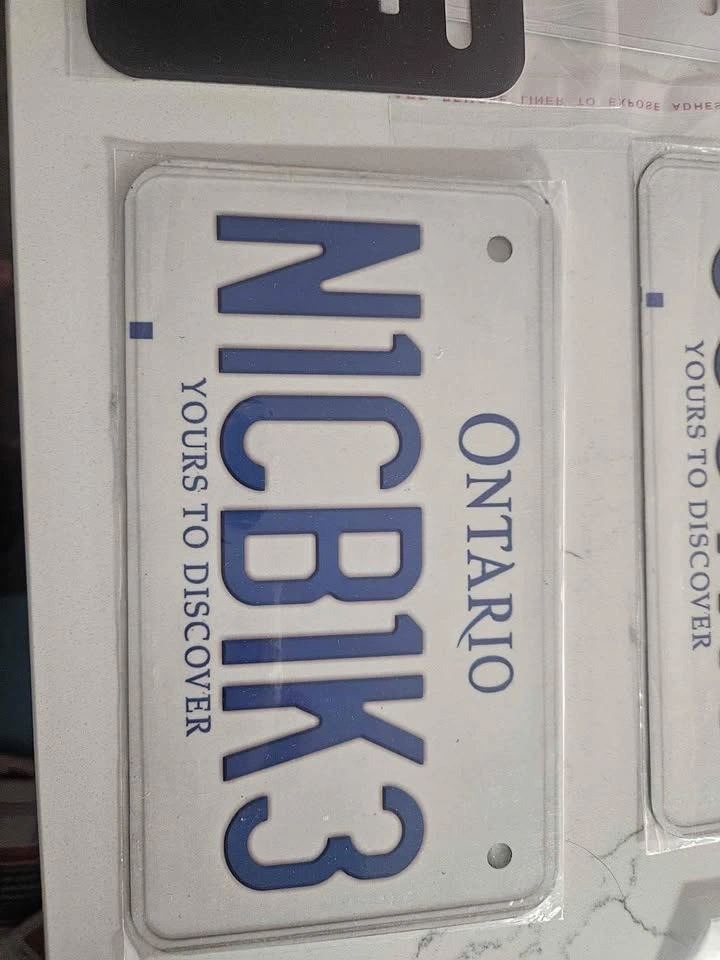 ONTARIO
N1CB1K3
YOURS TO DISCOVER
YOURS TO DISCOVER
LINER TO EXPOSE